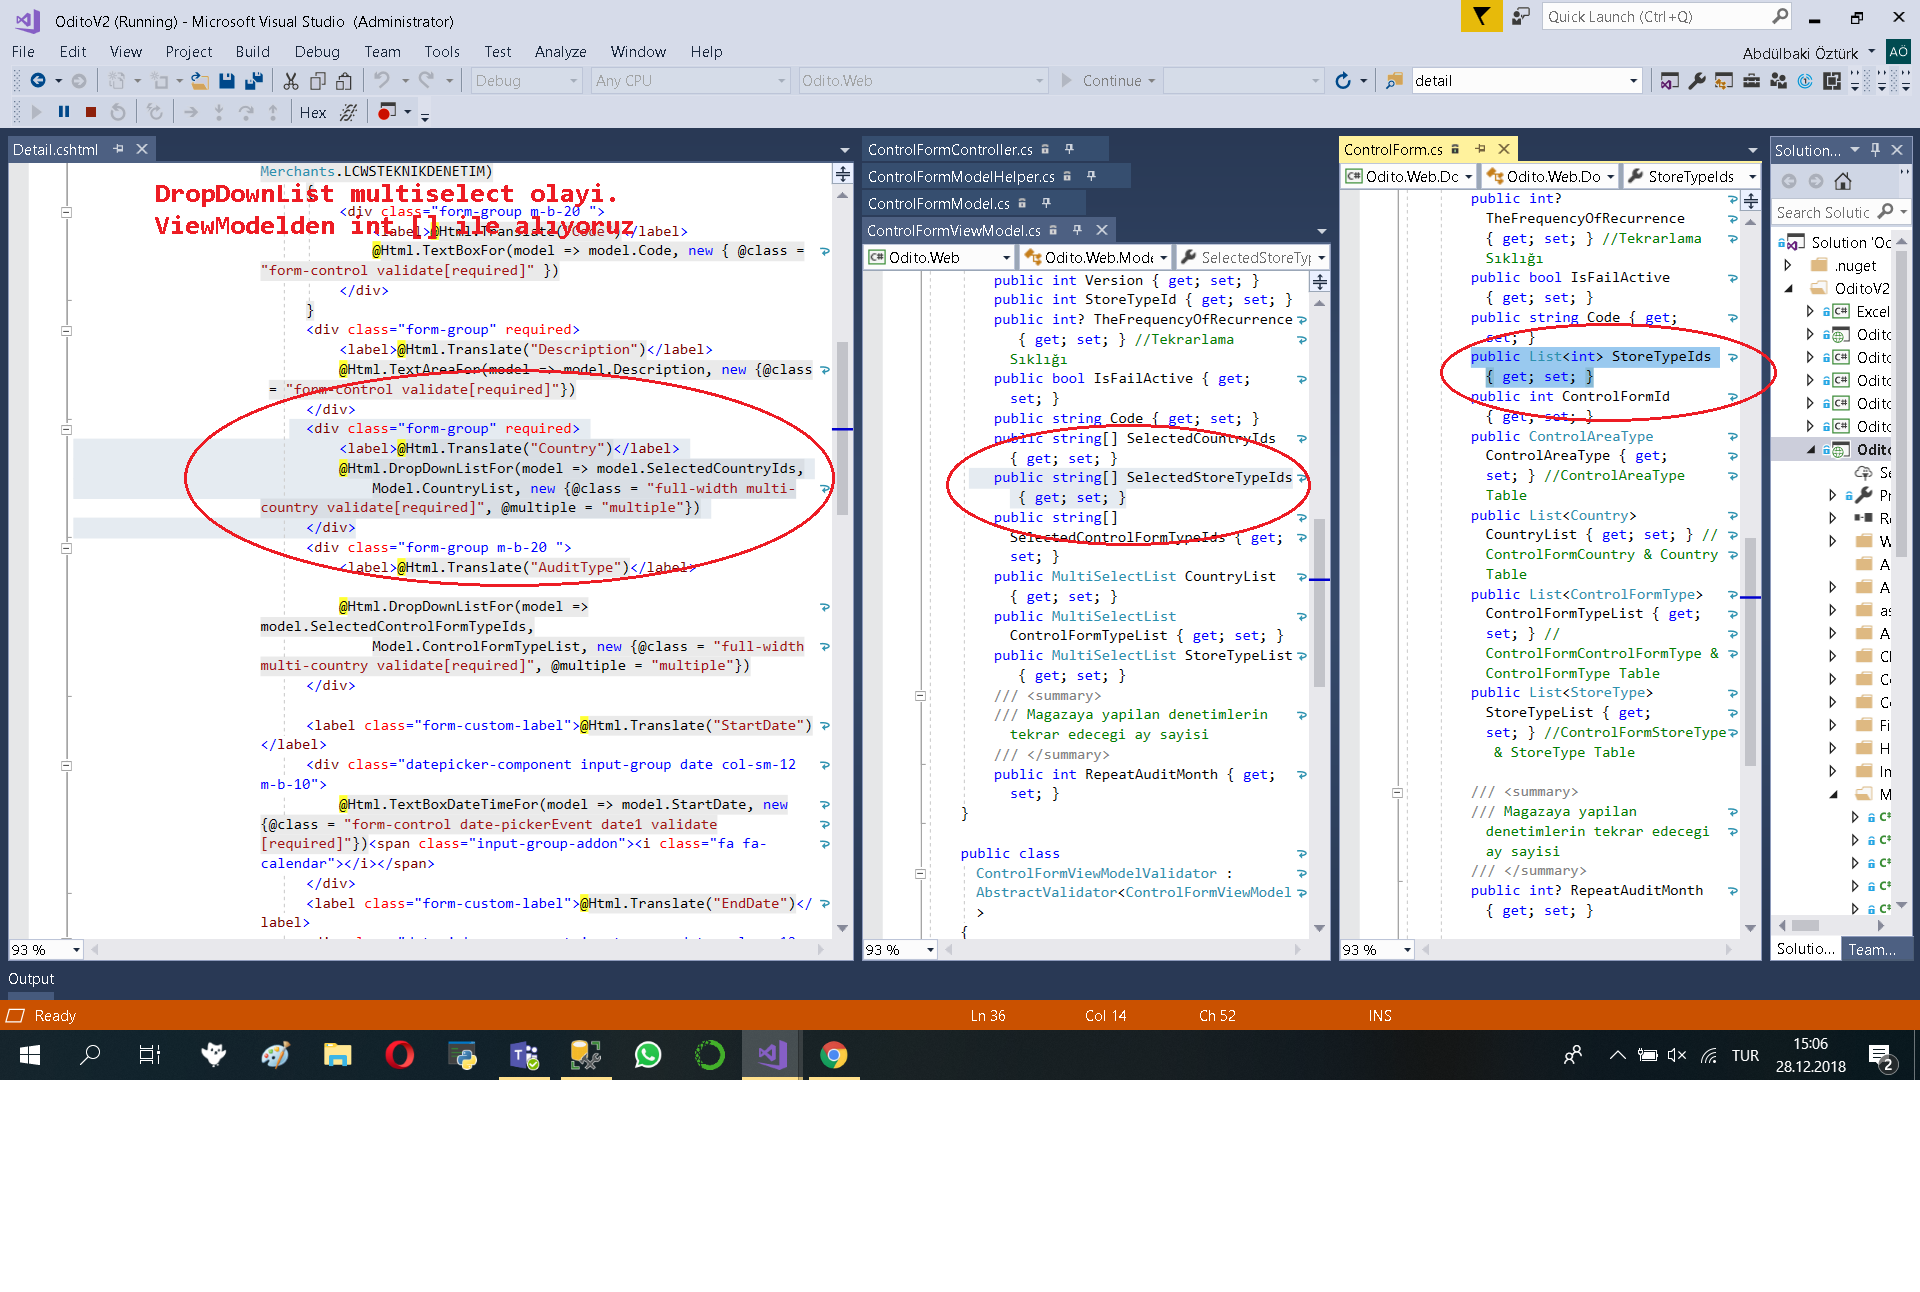 OditoV2 (Running) - Microsoft Visual Studio (Administrator)
Quick Launch (Ctrl+Q)
File Edit View Project Build Debug Team Tools Test Analyze Window Help
Abdülbaki Öztürk AÖ
Debug Any CPU Odito.Web Continue detail
Hex
Detail.cshtml
Merchants.LCWSTEKNIKDENETIM)
DropDownList multiselect olayi.
{
<div class="form-group m-b-20 ">
ViewModelden int [] ile alıyoruz
<label>@Html.Translate("Code")</label>
@Html.TextBoxFor(model => model.Code, new { @class =
"form-control validate[required]" })
</div>
}
<div class="form-group" required>
<label>@Html.Translate("Description")</label>
@Html.TextAreaFor(model => model.Description, new {@class
= "form-control validate[required]"})
</div>
<div class="form-group" required>
<label>@Html.Translate("Country")</label>
@Html.DropDownListFor(model => model.SelectedCountryIds,
Model.CountryList, new {@class = "full-width multi-
country validate[required]", @multiple = "multiple"})
</div>
<div class="form-group m-b-20 ">
<label>@Html.Translate("AuditType")</label>
@Html.DropDownListFor(model =>
model.SelectedControlFormTypeIds,
Model.ControlFormTypeList, new {@class = "full-width
multi-country validate[required]", @multiple = "multiple"})
</div>
<label class="form-custom-label">@Html.Translate("StartDate")
</label>
<div class="datepicker-component input-group date col-sm-12
m-b-10">
@Html.TextBoxDateTimeFor(model => model.StartDate, new
{@class = "form-control date-pickerEvent date1 validate
[required]"})<span class="input-group-addon"><i class="fa fa-
calendar"></i></span>
</div>
<label class="form-custom-label">@Html.Translate("EndDate")</
label>
93 %
ControlFormController.cs
ControlFormModelHelper.cs
ControlFormModel.cs
ControlFormViewModel.cs
Odito.Web Odito.Web.Mode SelectedStoreTy
public int Version { get; set; }
public int StoreTypeId { get; set; }
public int? TheFrequencyOfRecurrence
{ get; set; } //Tekrarlama
Sıklığı
public bool IsFailActive { get;
set; }
public string Code { get; set; }
public string[] SelectedCountryIds
{ get; set; }
public string[] SelectedStoreTypeIds
{ get; set; }
public string[]
SelectedControlFormTypeIds { get;
set; }
public MultiSelectList CountryList
{ get; set; }
public MultiSelectList
ControlFormTypeList { get; set; }
public MultiSelectList StoreTypeList
{ get; set; }
/// <summary>
/// Magazaya yapilan denetimlerin
tekrar edecegi ay sayisi
/// </summary>
public int RepeatAuditMonth { get;
set; }
}
public class
ControlFormViewModelValidator :
AbstractValidator<ControlFormViewModel
>
{
93 %
ControlForm.cs
Odito.Web.Dc Odito.Web.Do StoreTypeIds
public int?
TheFrequencyOfRecurrence
{ get; set; } //Tekrarlama
Sıklığı
public bool IsFailActive
{ get; set; }
public string Code { get;
set; }
public List<int> StoreTypeIds
{ get; set; }
public int ControlFormId
{ get; set; }
public ControlAreaType
ControlAreaType { get;
set; } //ControlAreaType
Table
public List<Country>
CountryList { get; set; } //
ControlFormCountry & Country
Table
public List<ControlFormType>
ControlFormTypeList { get;
set; } //
ControlFormControlFormType &
ControlFormType Table
public List<StoreType>
StoreTypeList { get;
set; } //ControlFormStoreType
& StoreType Table
/// <summary>
/// Magazaya yapilan
denetimlerin tekrar edecegi
ay sayisi
/// </summary>
public int? RepeatAuditMonth
{ get; set; }
93 %
Solution...
Search Solutic
Solution 'Oc
.nuget
OditoV2
Excel
Odito
Odito
Odito
Odito
Odito
Odito
Se
Pr
Re
W
A
A
as
A
Cl
Co
Co
Fi
H
In
M
C#
C#
C#
C#
C#
Solutio... Team...
Output
Ready Ln 36 Col 14 Ch 52 INS
TUR 15:06
28.12.2018
2